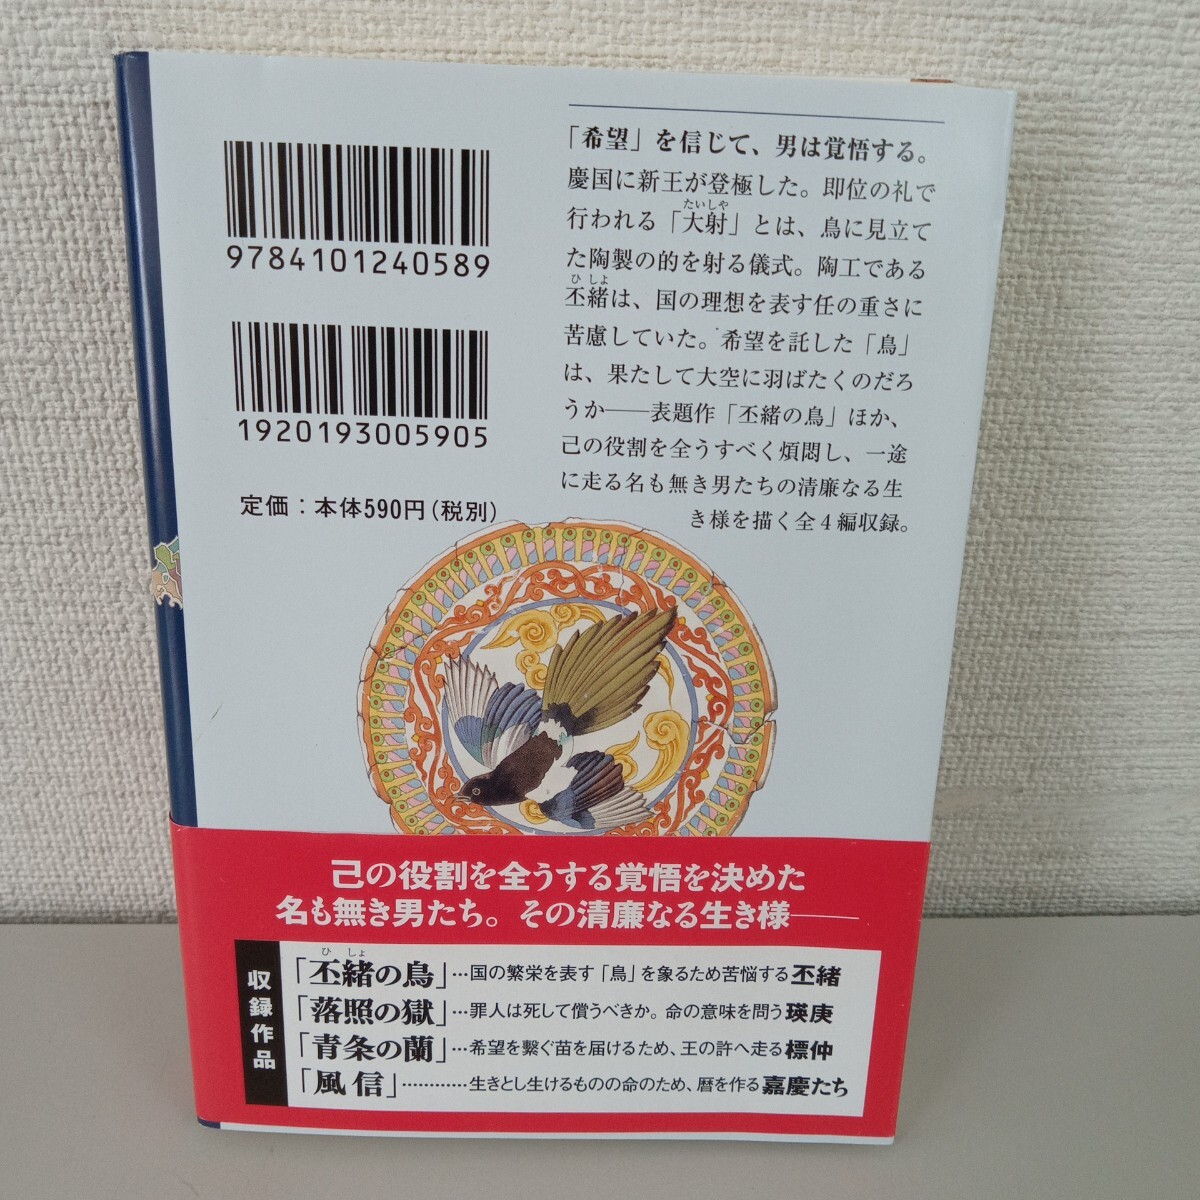 「希望」を信じて、男は覚悟する。
慶国に新王が登極した。即位の礼で
たいしや
行われる「大射」とは、鳥に見立て
た陶製の的を射る儀式。陶工である
ひしよ
丕緒は、国の理想を表す任の重さに
苦慮していた。希望を託した「鳥」
は、果たして大空に羽ばたくのだろ
うか――表題作「丕緒の鳥」ほか、
己の役割を全うすべく煩悶し、一途
に走る名も無き男たちの清廉なる生
き様を描く全4編収録。
9784101240589
1920193005905
定価：本体590円(税別)
己の役割を全うする覚悟を決めた
名も無き男たち。その清廉なる生き様――
収録作品
ひしょ
「丕緒の鳥」…国の繁栄を表す「鳥」を象るため苦悩する丕緒
「落照の獄」…罪人は死して償うべきか。命の意味を問う瑛庚
「青条の蘭」…希望を繋ぐ苗を届けるため、王の許へ走る標仲
「風信」…………生きとし生けるものの命のため、暦を作る嘉慶たち